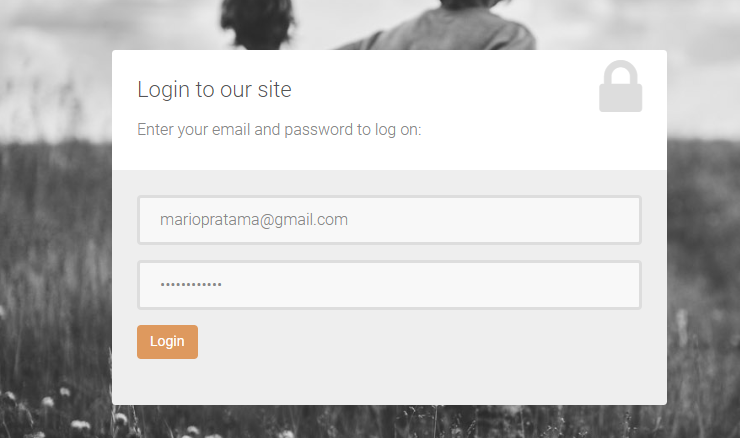 Login to our site
Enter your email and password to log on:
mariopratama@gmail.com
••••••••••••
Login